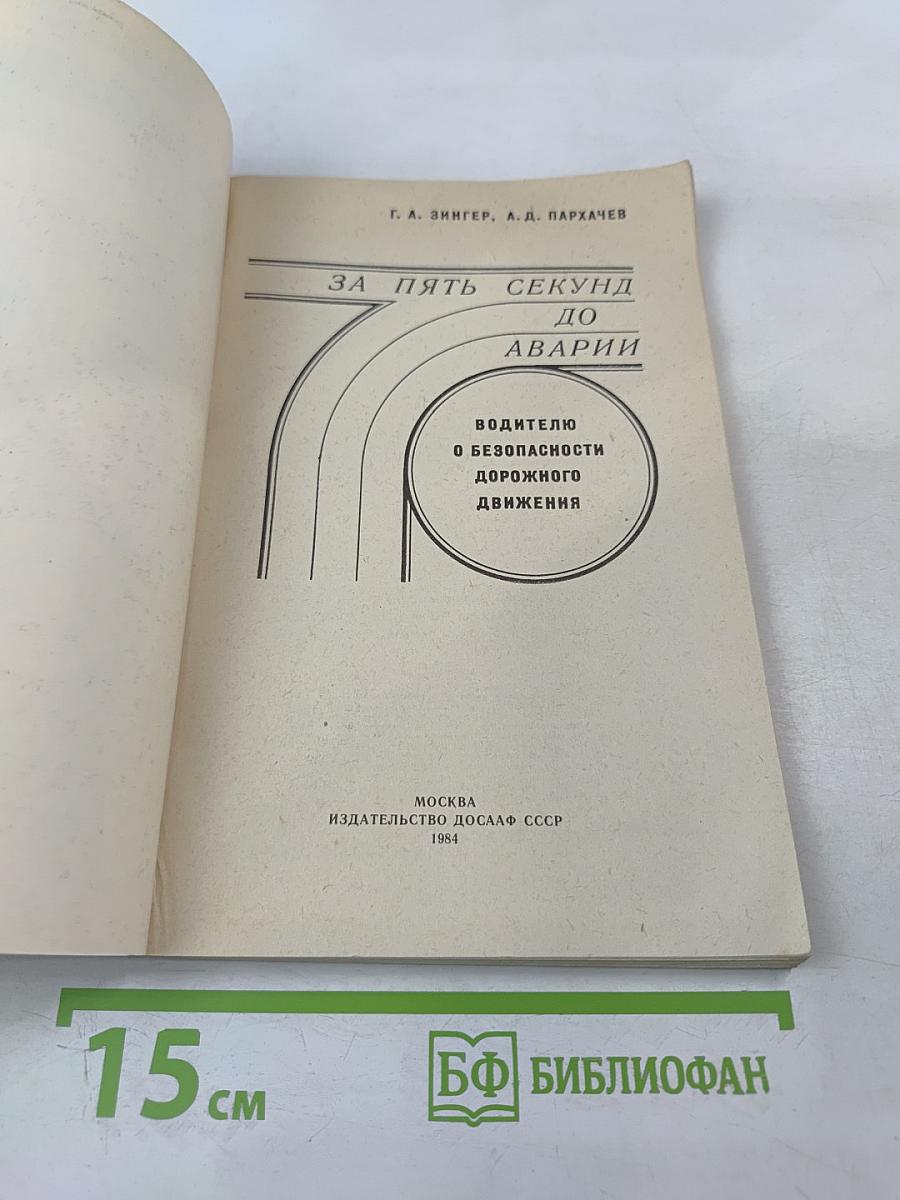 Г. А. ЗИНГЕР, А. Д. ПАРХАЧЕВ
ЗА ПЯТЬ СЕКУНД
ДО
АВАРИИ
ВОДИТЕЛЮ
О БЕЗОПАСНОСТИ
ДОРОЖНОГО
ДВИЖЕНИЯ
МОСКВА
ИЗДАТЕЛЬСТВО ДОСААФ СССР
1984
15 см
БФ БИБЛИОФАН